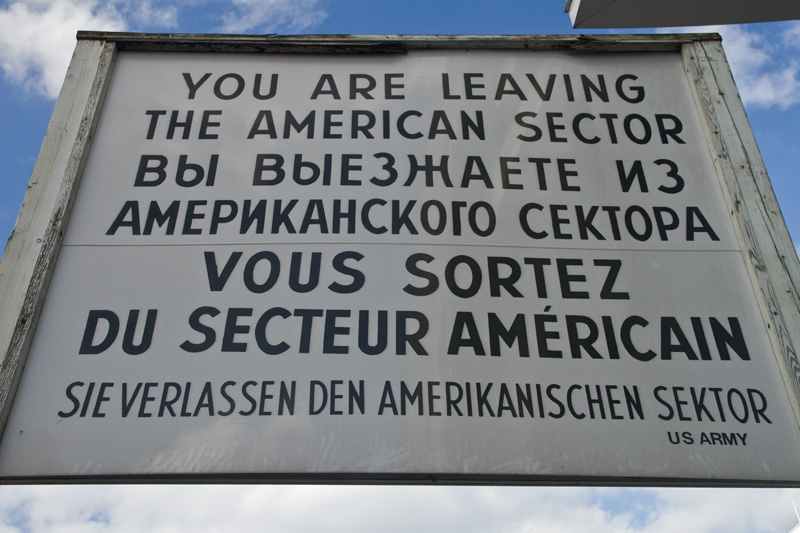 YOU ARE LEAVING
THE AMERICAN SECTOR
ВЫ ВЫЕЗЖАЕТЕ ИЗ
АМЕРИКАНСКОГО СЕКТОРА
VOUS SORTEZ
DU SECTEUR AMÉRICAIN
SIE VERLASSEN DEN AMERIKANISCHEN SEKTOR
US ARMY